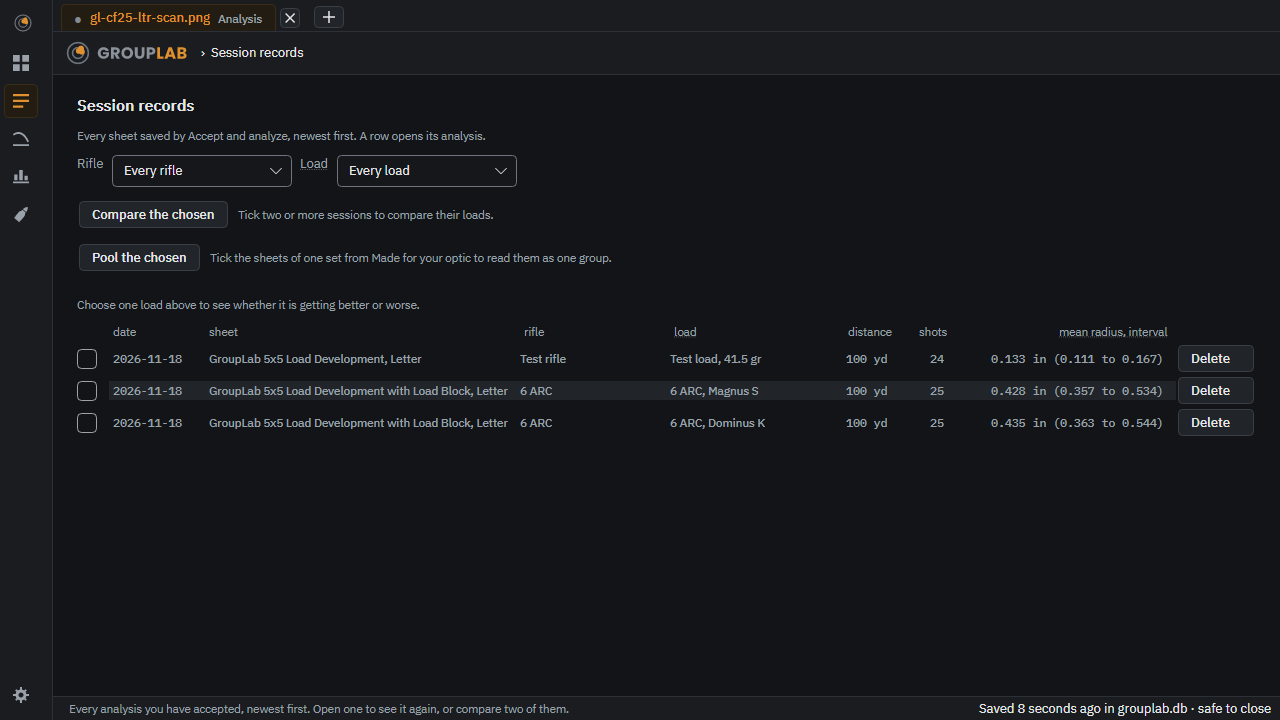 gl-cf25-ltr-scan.png Analysis
GROUPLAB › Session records
Session records
Every sheet saved by Accept and analyze, newest first. A row opens its analysis.
Rifle Every rifle Load Every load
Compare the chosen Tick two or more sessions to compare their loads.
Pool the chosen Tick the sheets of one set from Made for your optic to read them as one group.
Choose one load above to see whether it is getting better or worse.
date sheet rifle load distance shots mean radius, interval
2026-11-18 GroupLab 5x5 Load Development, Letter Test rifle Test load, 41.5 gr 100 yd 24 0.133 in (0.111 to 0.167) Delete
2026-11-18 GroupLab 5x5 Load Development with Load Block, Letter 6 ARC 6 ARC, Magnus S 100 yd 25 0.428 in (0.357 to 0.534) Delete
2026-11-18 GroupLab 5x5 Load Development with Load Block, Letter 6 ARC 6 ARC, Dominus K 100 yd 25 0.435 in (0.363 to 0.544) Delete
Every analysis you have accepted, newest first. Open one to see it again, or compare two of them. Saved 8 seconds ago in grouplab.db · safe to close